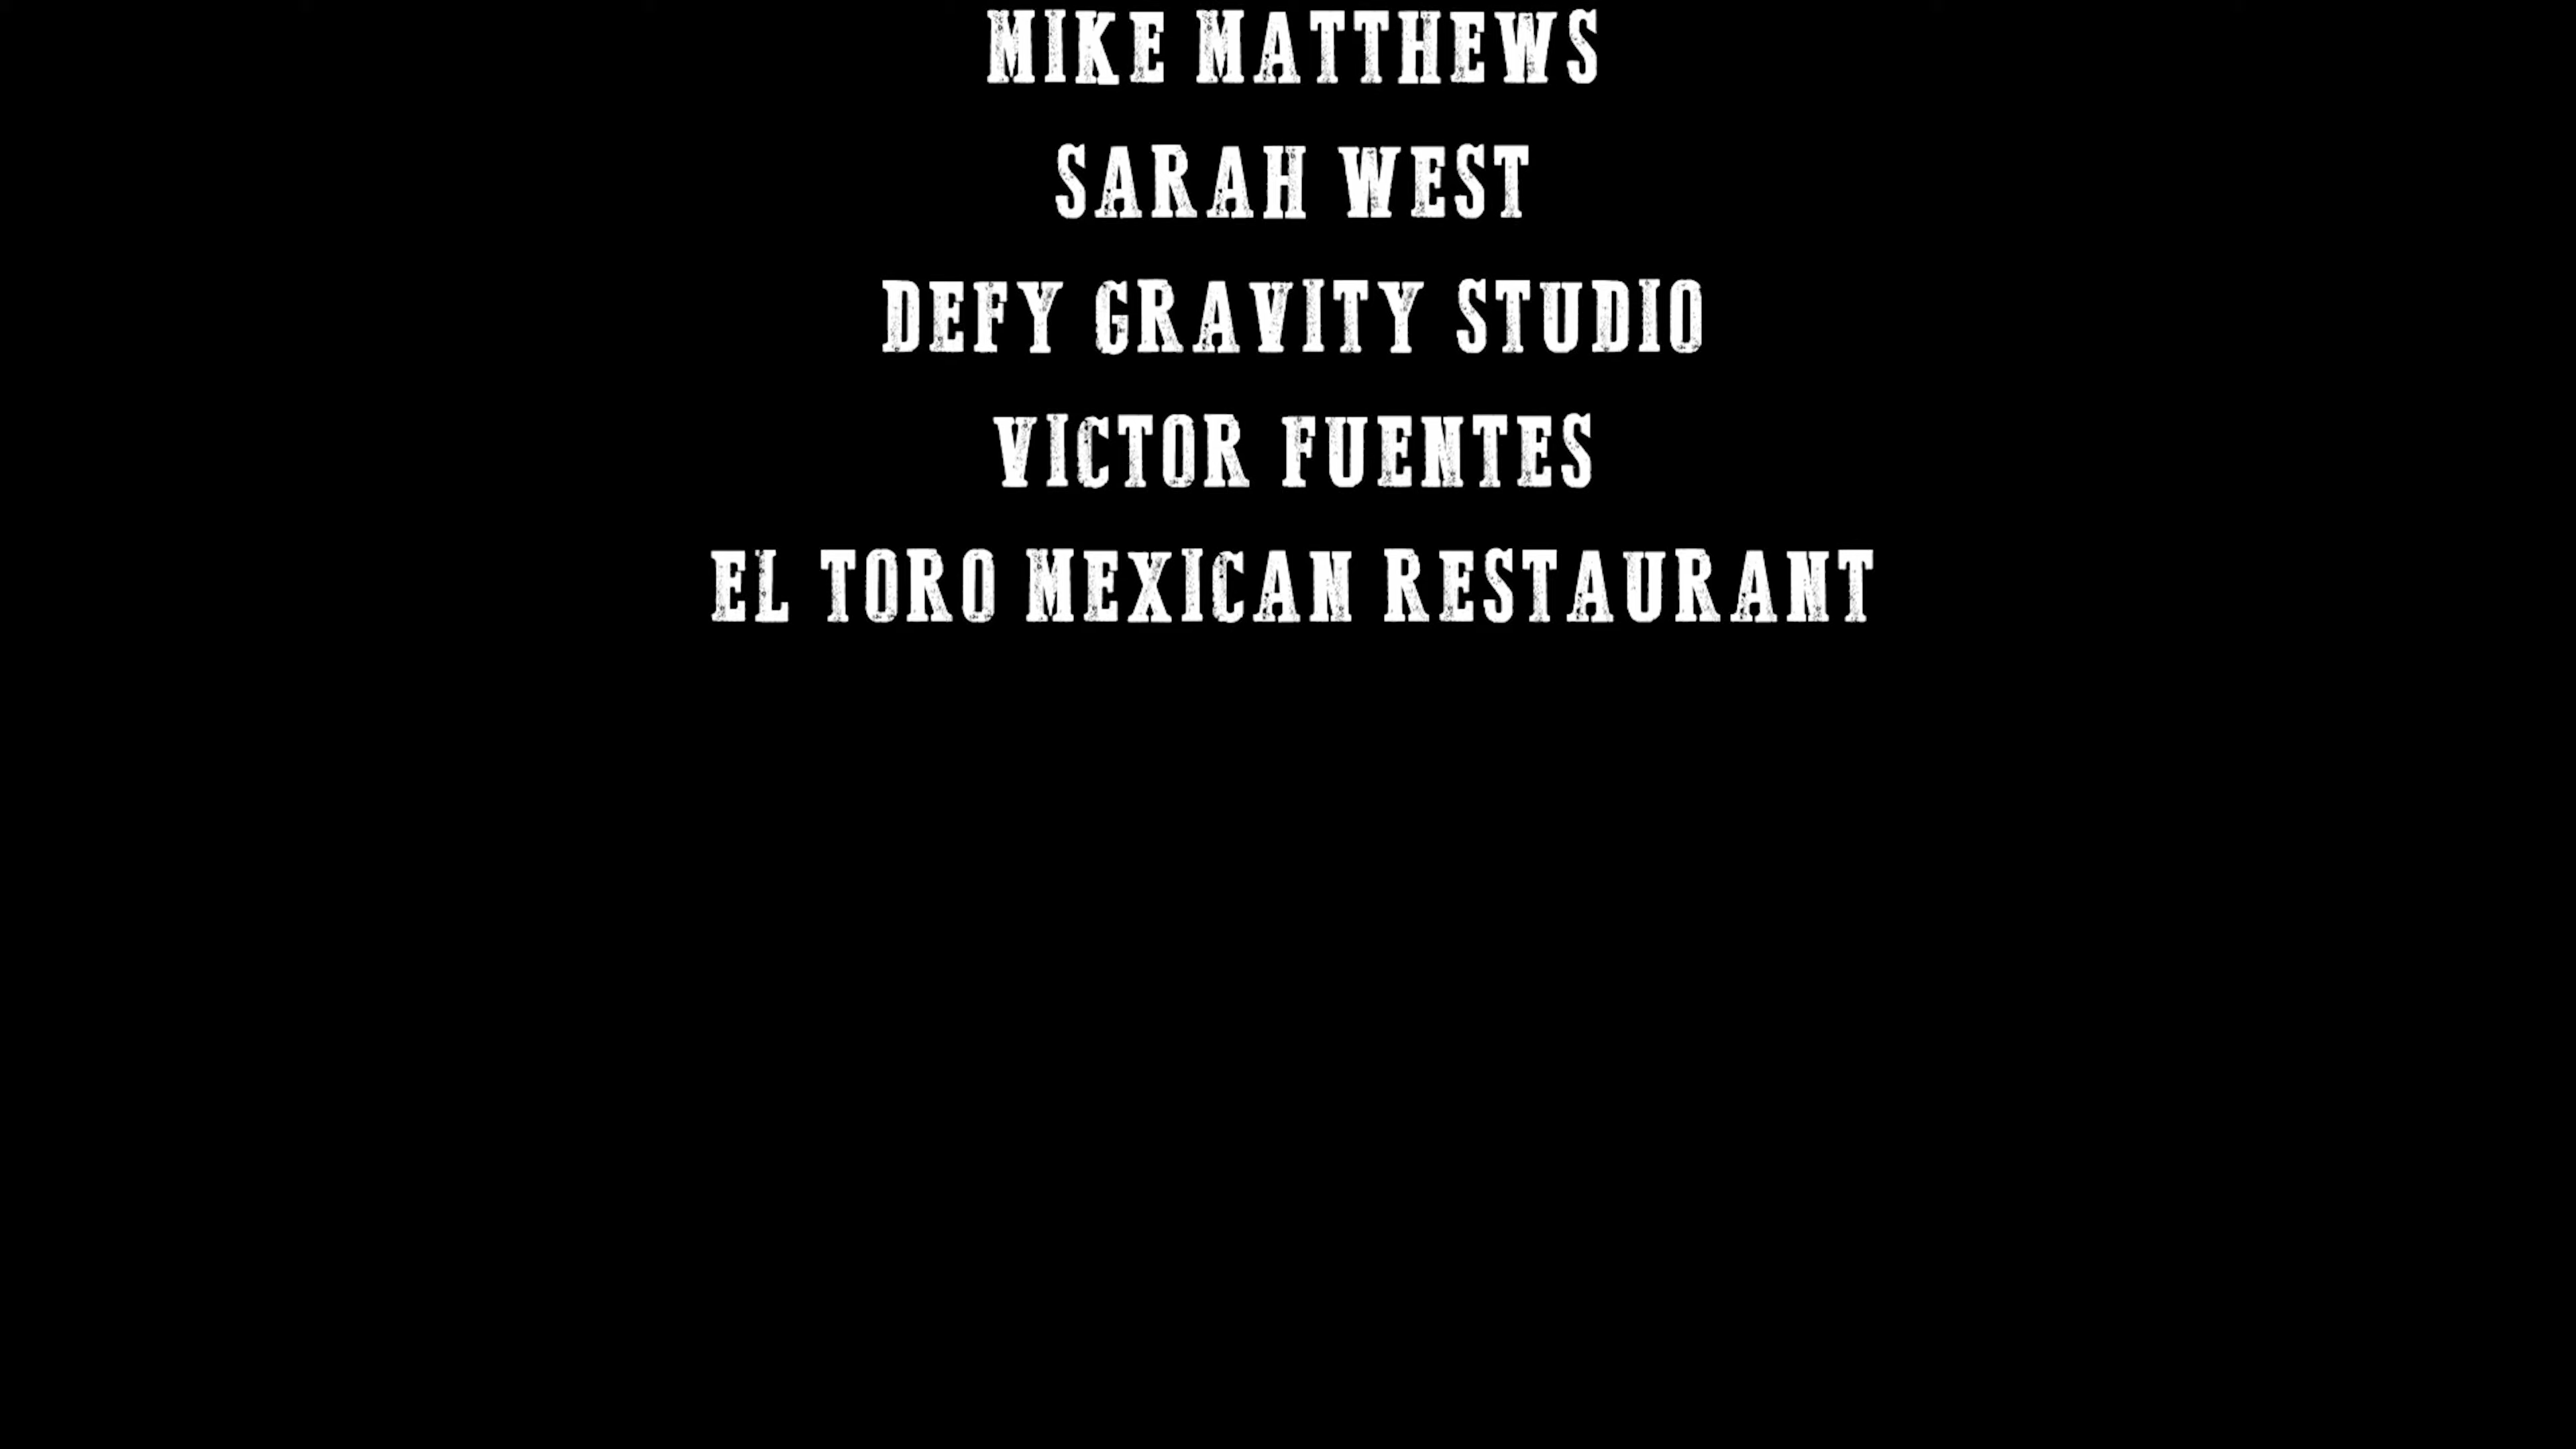 MIKE MATTHEWS
SARAH WEST
DEFY GRAVITY STUDIO
VICTOR FUENTES
EL TORO MEXICAN RESTAURANT